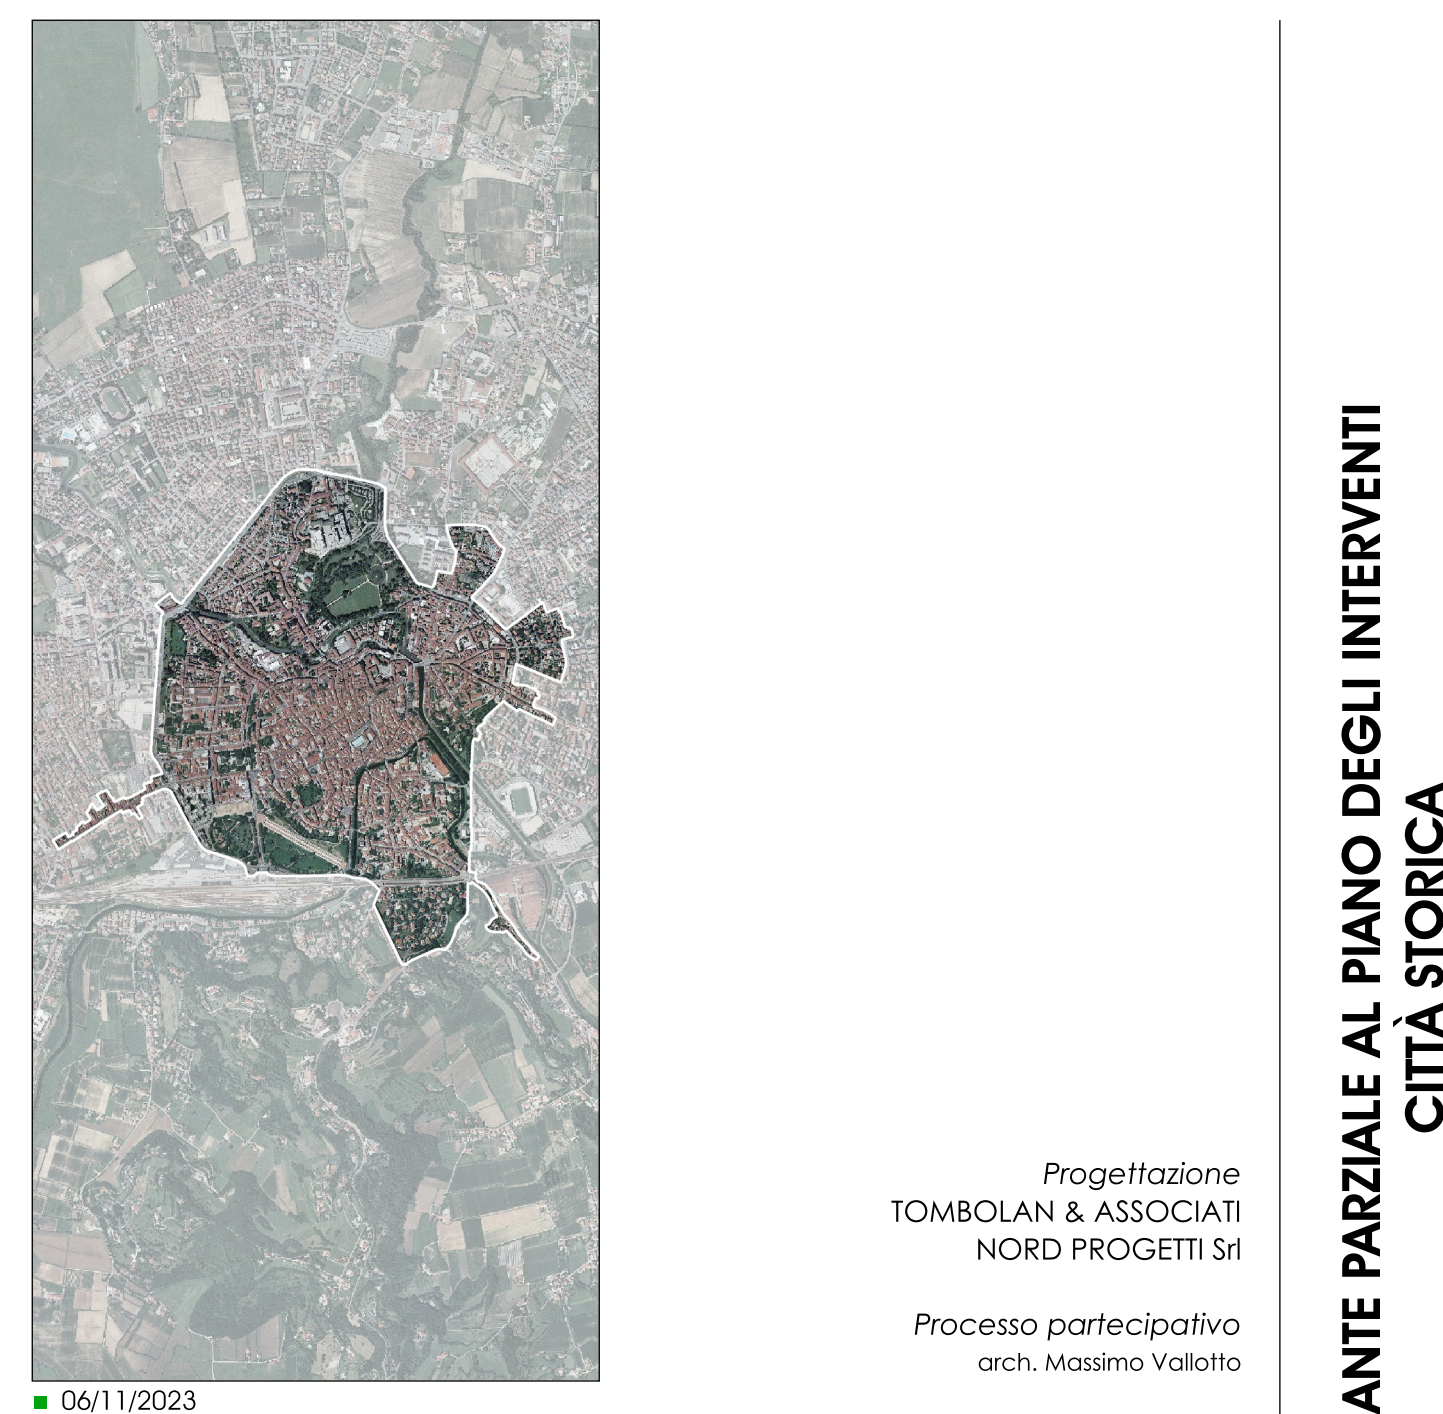 Progettazione
TOMBOLAN & ASSOCIATI
NORD PROGETTI Srl
Processo partecipativo
arch. Massimo Vallotto
06/11/2023
ANTE PARZIALE AL PIANO DEGLI INTERVENTI
CITTÀ STORICA